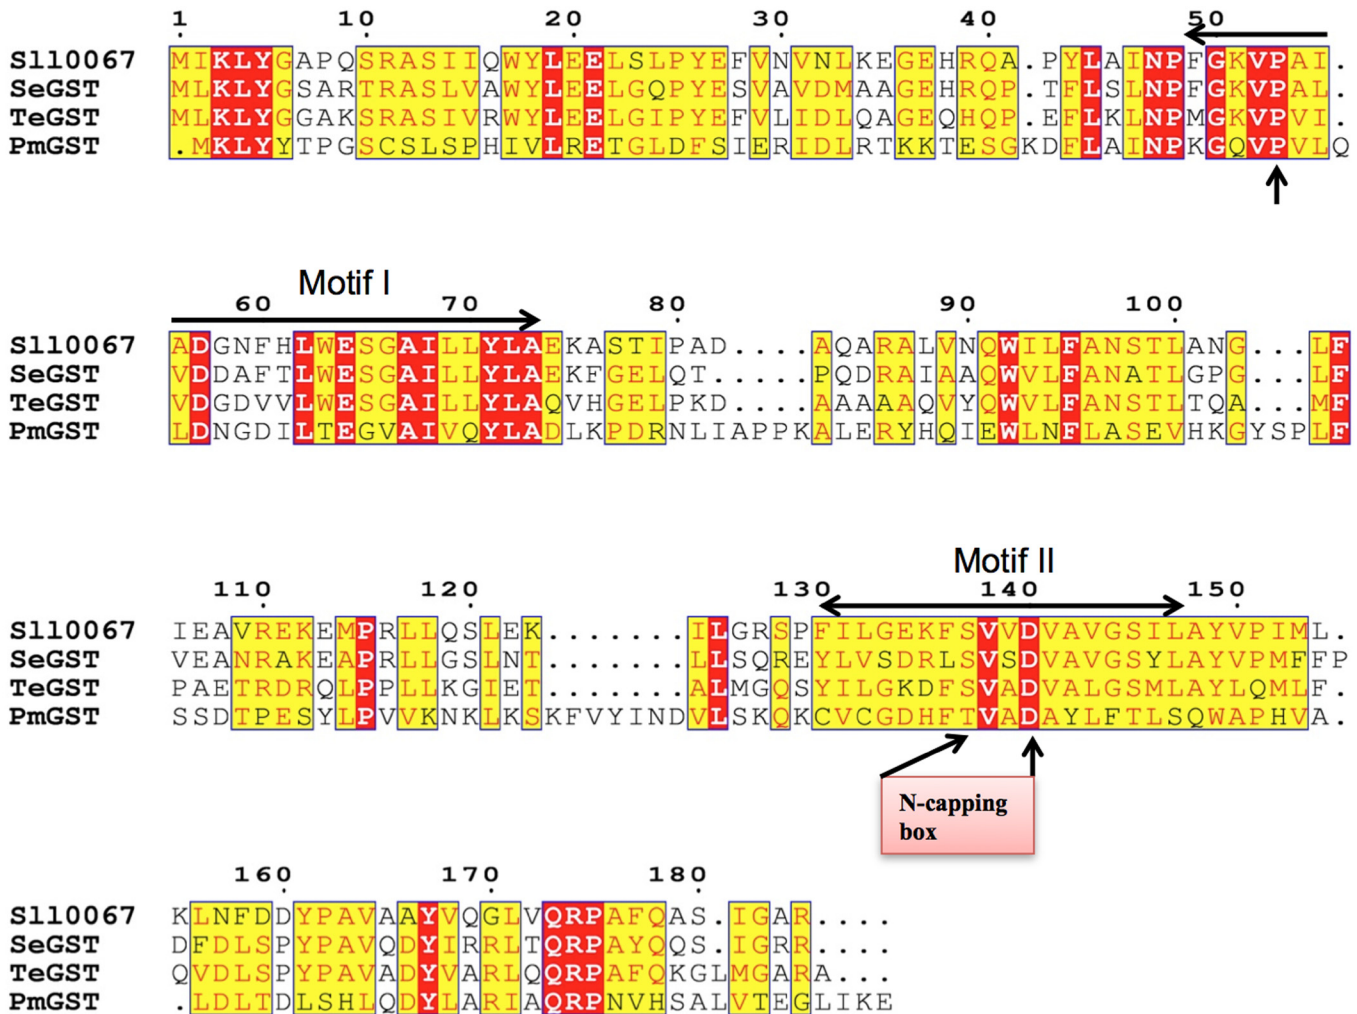 1 10 20 30 40 50
Sll0067 MIKLYGAPQSRASIIQWYLEELSLPYEFVNVNLKEGEHRQA.PYLAINPFGKVPAI.
SeGST MLKLYGSARTRASLVAWYLEELGQPYESVAVDMAAGEHRQP.TFLSLNPFGKVPAL.
TeGST MLKLYGGAKSRASIVRWYLEELGIPYEFVLIDLQAGEQHQP.EFLKLNPMGKVPVI.
PmGST .MKLYYTPGSCSLSPHIVLRETGLDFSIERIDLRTKKTESGKDFLAINPKGQVPVLQ
Motif I
60 70 80 90 100
Sll0067 ADGNFHLWESGAILLYLAEKASTIPAD....AQARALVNQWILFANSTLANG...LF
SeGST VDDAFTLWESGAILLYLAEKFGELQT.....PQDRAIAAQWVLFANATLGPG...LF
TeGST VDGDVVLWESGAILLYLAQVHGELPKD....AAAAAQVYQWVLFANSTLTQA...MF
PmGST LDNGDILTEGVAIVQYLADLKPDRNLIAPPKALERYHQIEWLNFLASEVHKGYSPLF
Motif II
110 120 130 140 150
Sll0067 IEAVREKEMPRLLQSLEK.......ILGRSPFILGEKFSVVDVAVGSILAYVPIML.
SeGST VEANRAKEAPRLLGSLNT.......LLSQREYLVSDRLSVSDVAVGSYLAYVPMFFP
TeGST PAETRDRQLPPLLKGIET.......ALMGQSYILGKDFSVADVALGSMLAYLQMLF.
PmGST SSDTPESYLPVVKNKLKSKFVYINDVLSKQKCVCGDHFTVADAYLFTLSQWAPHVA.
N-capping
box
160 170 180
Sll0067 KLNFDDYPAVAAYVQGLVQRPAFQAS.IGAR....
SeGST DFDLSPYPAVQDYIRRLTQRPAYQQS.IGRR....
TeGST QVDLSPYPAVADYVARLQQRPAFQKGLMGARA...
PmGST .LDLTDLSHLQDYLARIAQRPNVHSALVTEGLIKE